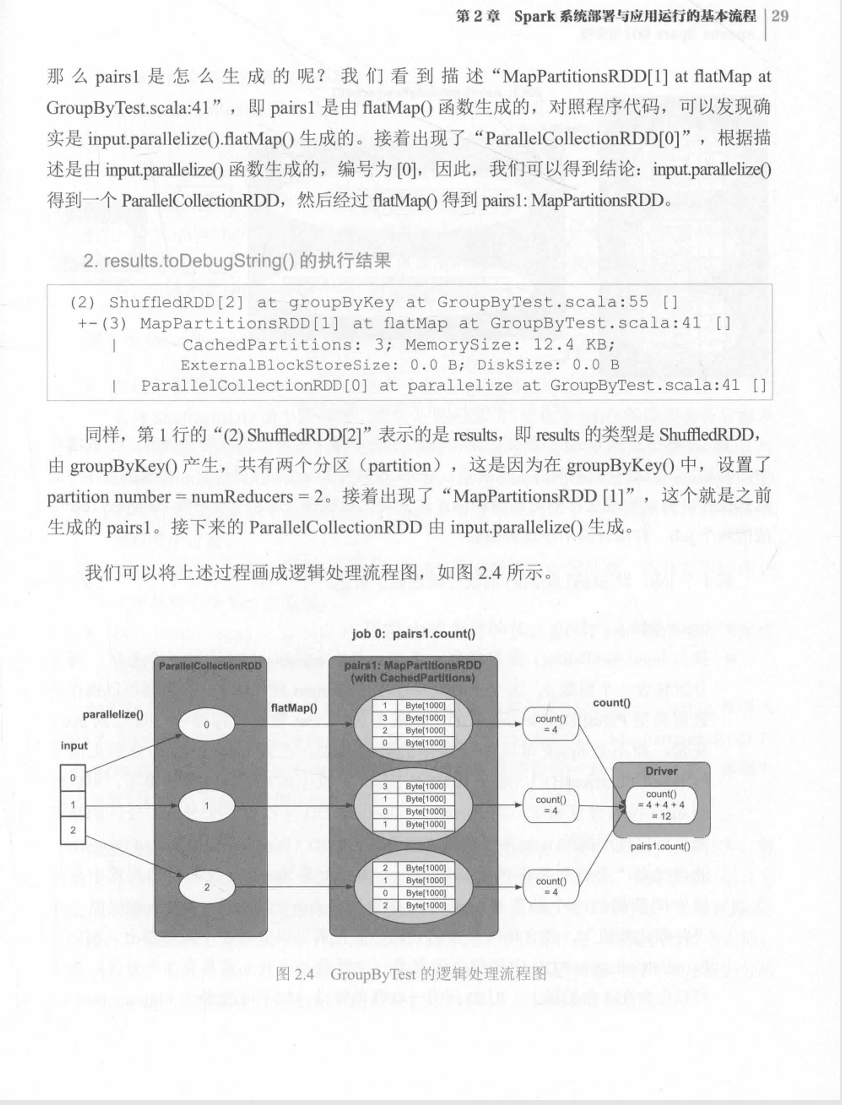 第 2 章 Spark 系统部署与应用运行的基本流程 | 29
那么 pairs1 是怎么生成的呢？我们看到描述“MapPartitionsRDD[1] at flatMap at
GroupByTest.scala:41”，即 pairs1 是由 flatMap() 函数生成的，对照程序代码，可以发现确
实是 input.parallelize().flatMap() 生成的。接着出现了“ParallelCollectionRDD[0]”，根据描
述是由 input.parallelize() 函数生成的，编号为 [0]，因此，我们可以得到结论：input.parallelize()
得到一个 ParallelCollectionRDD，然后经过 flatMap() 得到 pairs1: MapPartitionsRDD。
2. results.toDebugString() 的执行结果
(2) ShuffledRDD[2] at groupByKey at GroupByTest.scala:55 []
+-(3) MapPartitionsRDD[1] at flatMap at GroupByTest.scala:41 []
| CachedPartitions: 3; MemorySize: 12.4 KB;
ExternalBlockStoreSize: 0.0 B; DiskSize: 0.0 B
| ParallelCollectionRDD[0] at parallelize at GroupByTest.scala:41 []
同样，第 1 行的“(2) ShuffledRDD[2]”表示的是 results，即 results 的类型是 ShuffledRDD，
由 groupByKey() 产生，共有两个分区（partition），这是因为在 groupByKey() 中，设置了
partition number = numReducers = 2。接着出现了“MapPartitionsRDD [1]”，这个就是之前
生成的 pairs1。接下来的 ParallelCollectionRDD 由 input.parallelize() 生成。
我们可以将上述过程画成逻辑处理流程图，如图 2.4 所示。
job 0: pairs1.count()
ParallelCollectionRDD
pairs1: MapPartitionsRDD
(with CachedPartitions)
parallelize()
flatMap()
count()
input
0
1
2
0
1
2
1 Byte[1000]
3 Byte[1000]
2 Byte[1000]
0 Byte[1000]
3 Byte[1000]
1 Byte[1000]
0 Byte[1000]
1 Byte[1000]
2 Byte[1000]
1 Byte[1000]
0 Byte[1000]
2 Byte[1000]
count()
= 4
count()
= 4
count()
= 4
Driver
count()
= 4 + 4 + 4
= 12
pairs1.count()
图 2.4 GroupByTest 的逻辑处理流程图